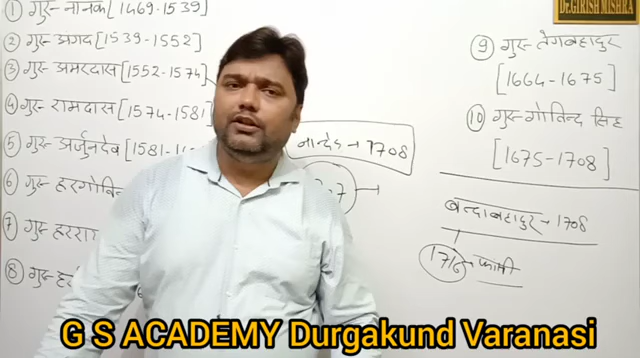 ① गुरु नानक [1469-1539]
② गुरु अंगद [1539-1552]
③ गुरु अमरदास [1552-1574]
④ गुरु रामदास [1574-1581]
⑤ गुरु अर्जुनदेव [1581-
⑥ गुरु हरगोविन्
⑦ गुरु हररा
⑧ गुरु
Dr. GIRISH MISHRA
⑨ गुरु तेगबहादुर
[1664-1675]
⑩ गुरु गोविन्द सिंह
[1675-1708]
नान्देड़ → 1708
बन्दाबहादुर → 1708
1716 → फाँसी
G S ACADEMY Durgakund Varanasi